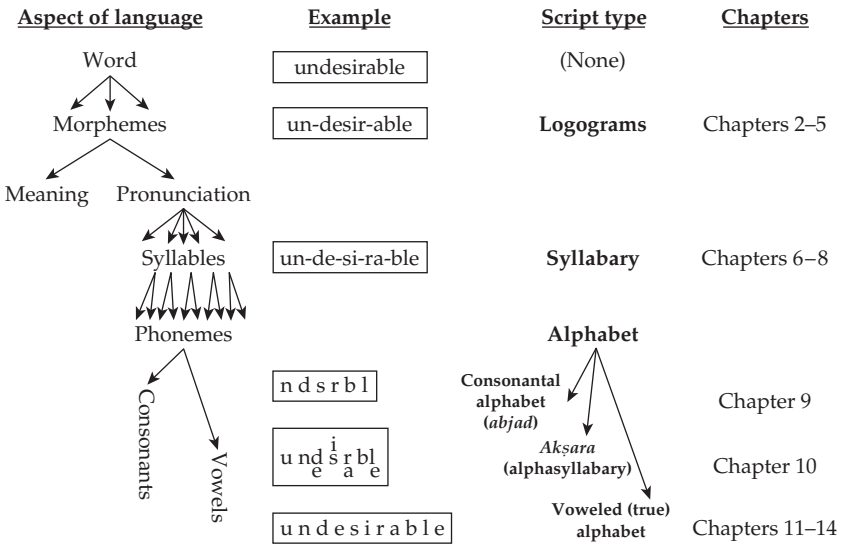 Aspect of language Example Script type Chapters
Word undesirable (None)
Morphemes un-desir-able Logograms Chapters 2–5
Meaning Pronunciation
Syllables un-de-si-ra-ble Syllabary Chapters 6–8
Phonemes Alphabet
Consonants
Vowels
n d s r b l
Consonantal
alphabet
(abjad)
Chapter 9
i
u nd s r bl
e a e
Akṣara
(alphasyllabary)
Chapter 10
u n d e s i r a b l e
Voweled (true)
alphabet
Chapters 11–14